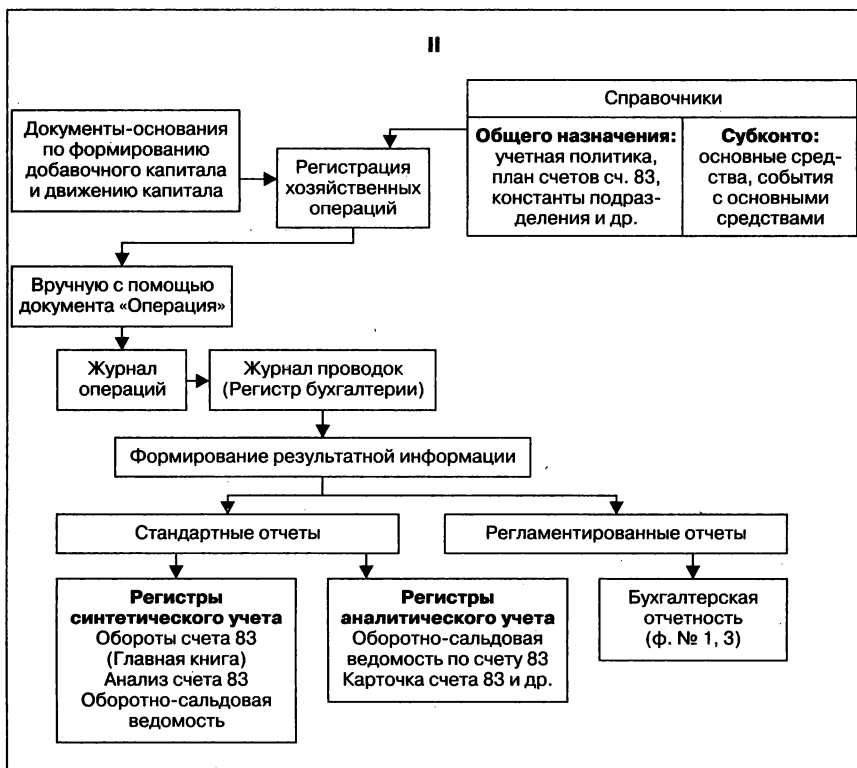 II
Справочники
Документы-основания
по формированию
добавочного капитала
и движению капитала
Регистрация
хозяйственных
операций
Общего назначения:
учетная политика,
план счетов сч. 83,
константы подраз-
деления и др.
Субконто:
основные сред-
ства, события
с основными
средствами
Вручную с помощью
документа «Операция»
Журнал
операций
Журнал проводок
(Регистр бухгалтерии)
Формирование результатной информации
Стандартные отчеты
Регламентированные отчеты
Регистры
синтетического учета
Обороты счета 83
(Главная книга)
Анализ счета 83
Оборотно-сальдовая
ведомость
Регистры
аналитического учета
Оборотно-сальдовая
ведомость по счету 83
Карточка счета 83 и др.
Бухгалтерская
отчетность
(ф. № 1, 3)